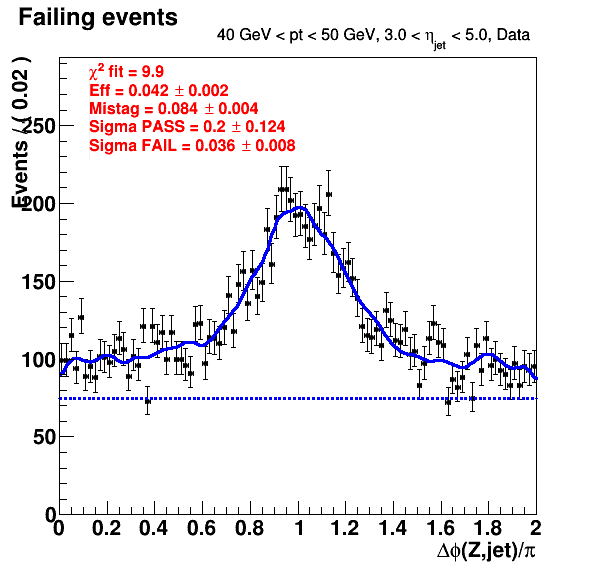 Failing events
40 GeV < pt < 50 GeV, 3.0 < η_jet < 5.0, Data
χ² fit = 9.9
Eff = 0.042 ± 0.002
Mistag = 0.084 ± 0.004
Sigma PASS = 0.2 ± 0.124
Sigma FAIL = 0.036 ± 0.008
Events / ( 0.02 )
250
200
150
100
50
0
0 0.2 0.4 0.6 0.8 1 1.2 1.4 1.6 1.8 2
Δϕ(Z,jet)/π